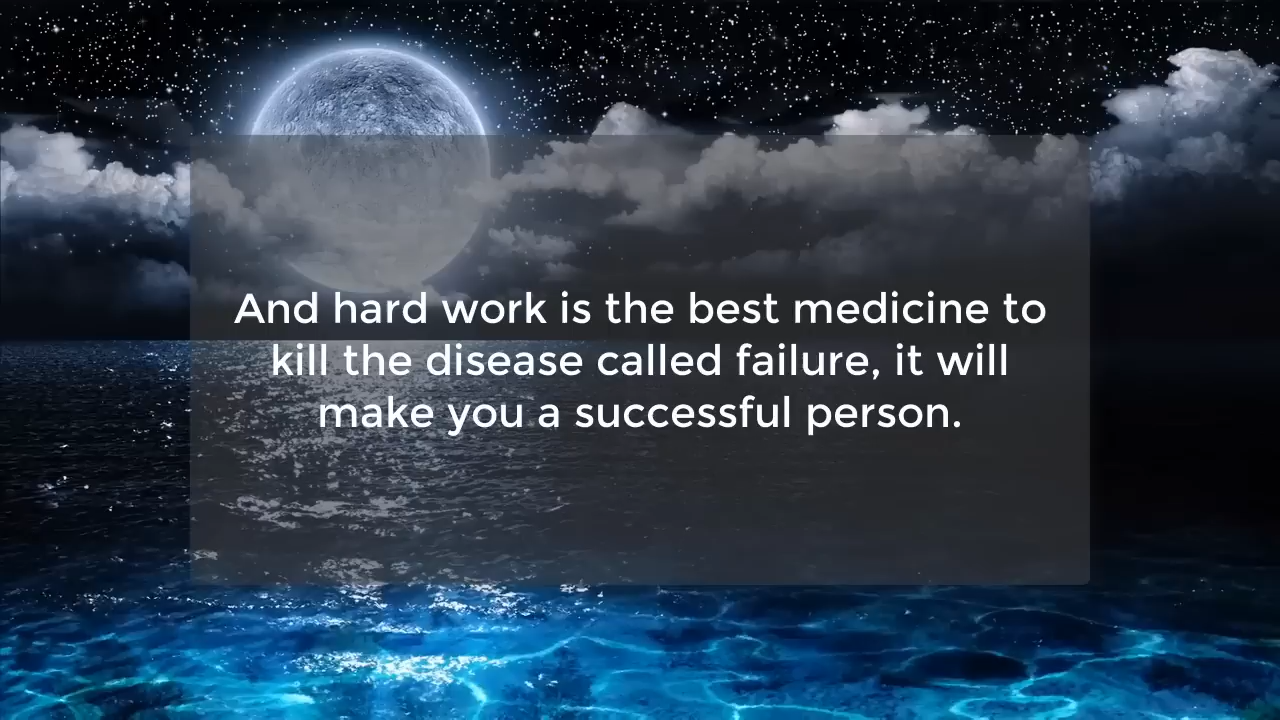 And hard work is the best medicine to
kill the disease called failure, it will
make you a successful person.